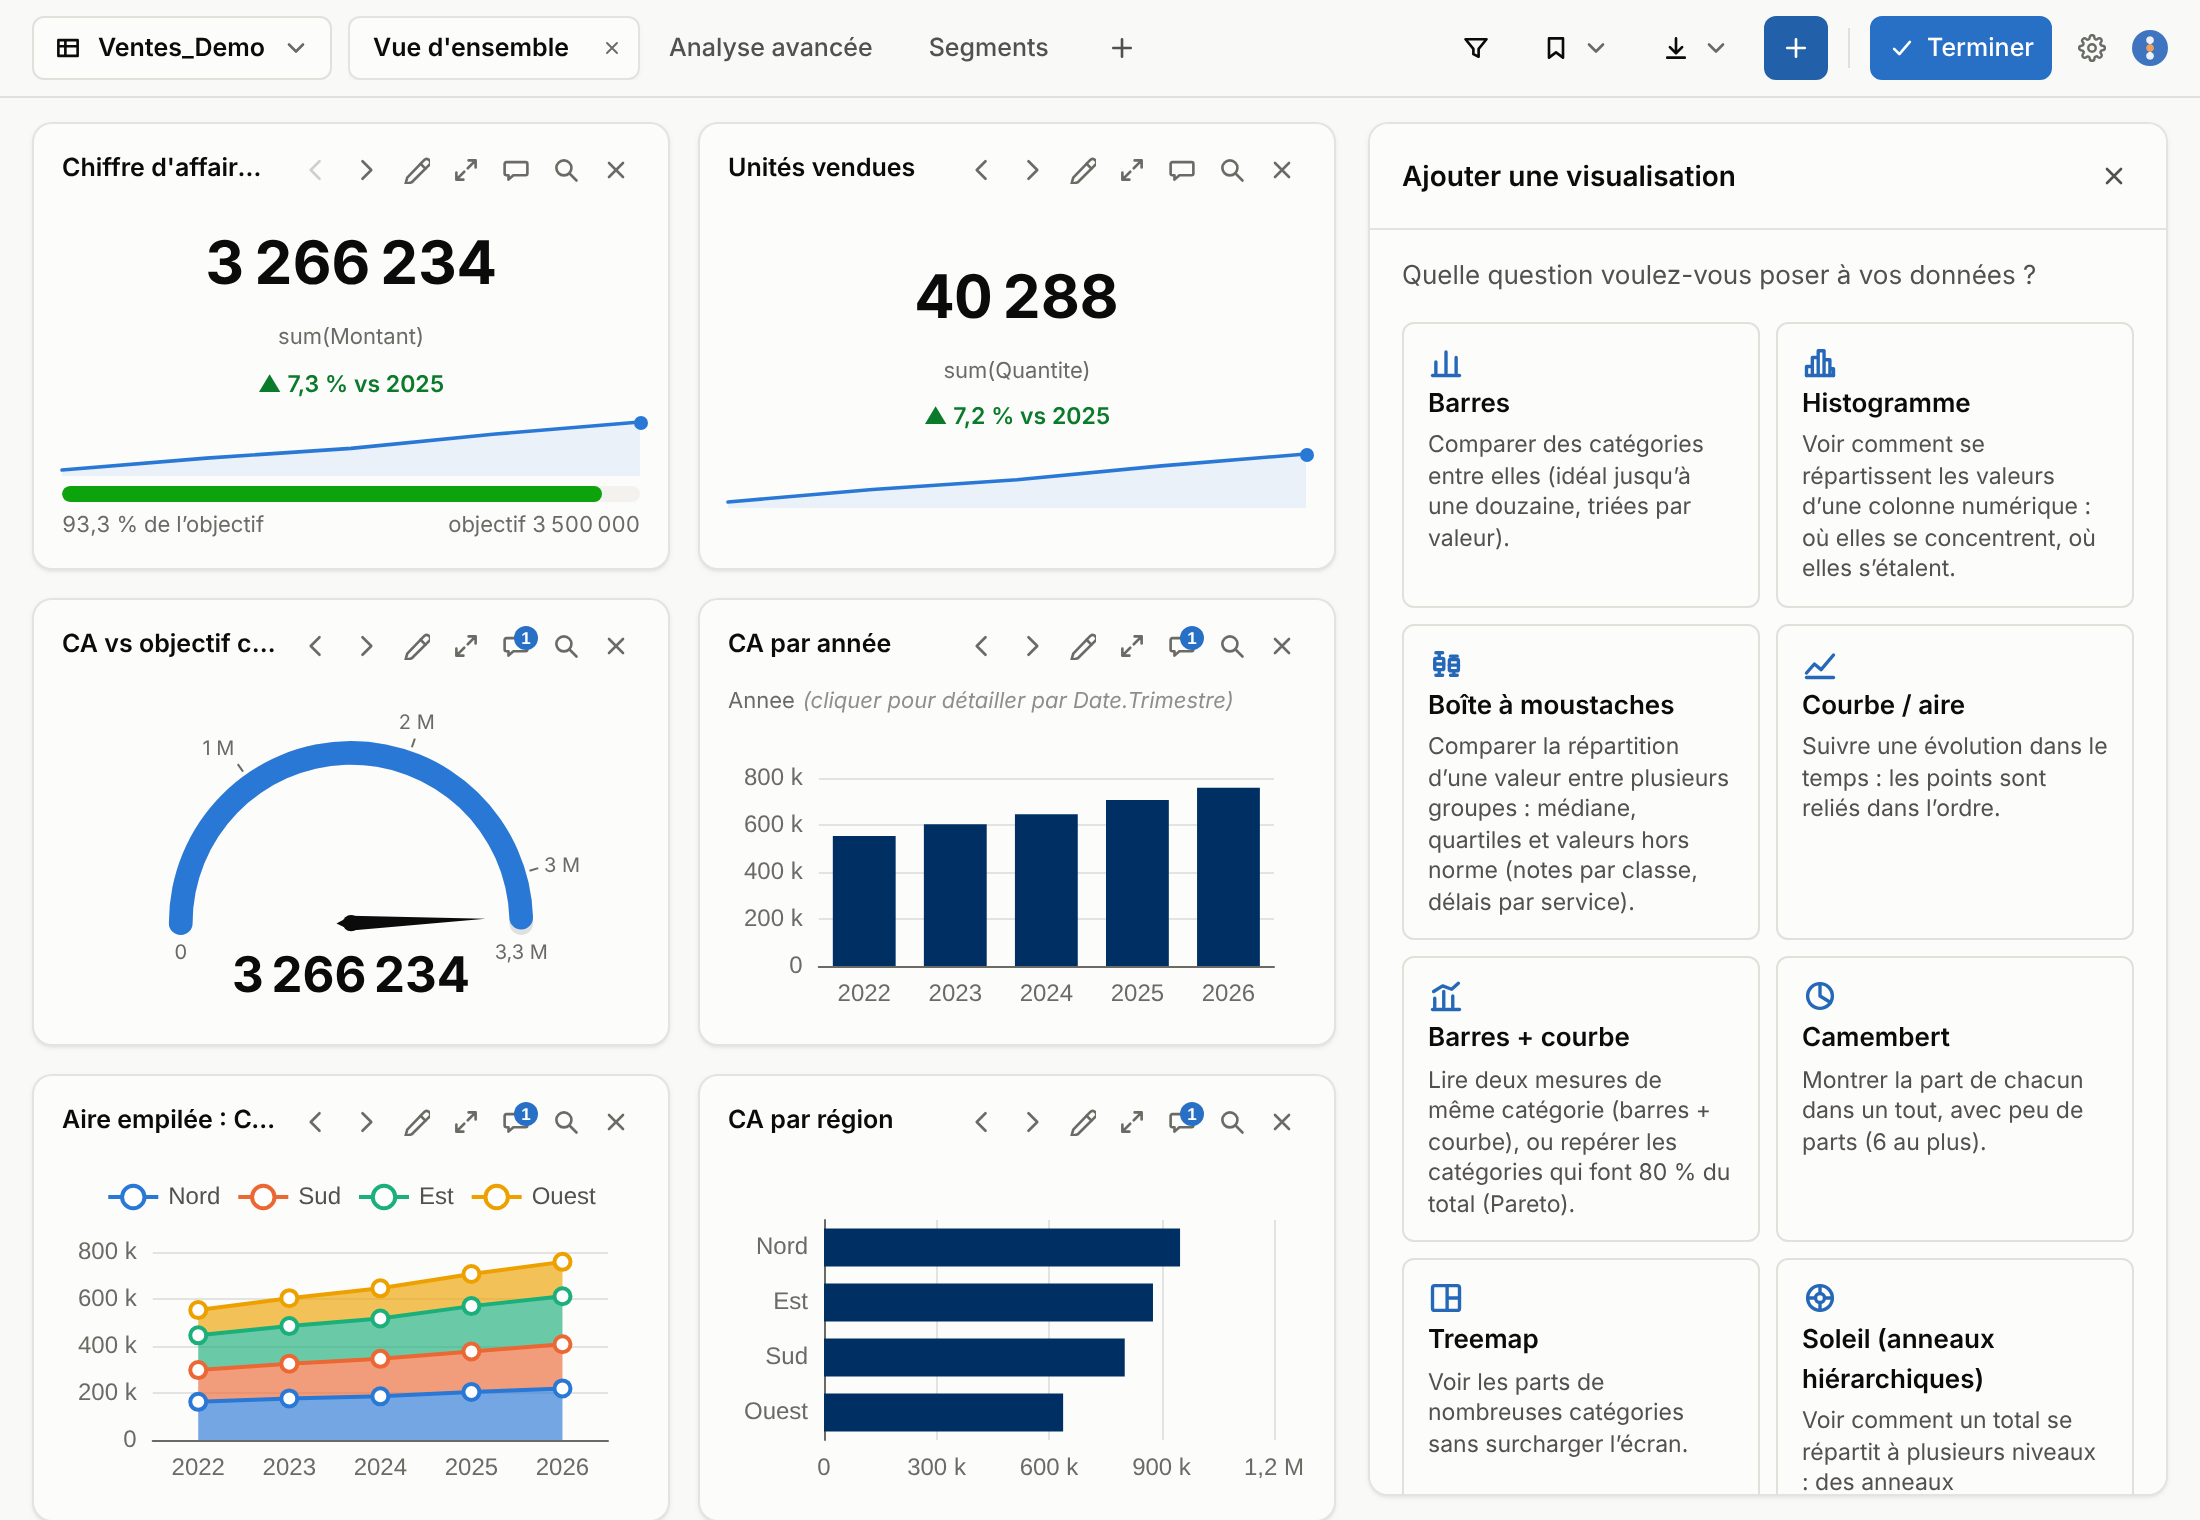 Ventes_Demo
Vue d'ensemble
Analyse avancée
Segments
Terminer
Chiffre d'affair...
3 266 234
sum(Montant)
▲ 7,3 % vs 2025
93,3 % de l’objectif
objectif 3 500 000
Unités vendues
40 288
sum(Quantite)
▲ 7,2 % vs 2025
CA vs objectif c...
1
0
1 M
2 M
3 M
3,3 M
3 266 234
CA par année
1
Annee (cliquer pour détailler par Date.Trimestre)
800 k
600 k
400 k
200 k
0
2022 2023 2024 2025 2026
Aire empilée : C...
1
Nord Sud Est Ouest
800 k
600 k
400 k
200 k
0
2022 2023 2024 2025 2026
CA par région
1
Nord
Est
Sud
Ouest
0 300 k 600 k 900 k 1,2 M
Ajouter une visualisation
Quelle question voulez-vous poser à vos données ?
Barres
Comparer des catégories
entre elles (idéal jusqu’à
une douzaine, triées par
valeur).
Histogramme
Voir comment se
répartissent les valeurs
d’une colonne numérique :
où elles se concentrent, où
elles s’étalent.
Boîte à moustaches
Comparer la répartition
d’une valeur entre plusieurs
groupes : médiane,
quartiles et valeurs hors
norme (notes par classe,
délais par service).
Courbe / aire
Suivre une évolution dans le
temps : les points sont
reliés dans l’ordre.
Barres + courbe
Lire deux mesures de
même catégorie (barres +
courbe), ou repérer les
catégories qui font 80 % du
total (Pareto).
Camembert
Montrer la part de chacun
dans un tout, avec peu de
parts (6 au plus).
Treemap
Voir les parts de
nombreuses catégories
sans surcharger l’écran.
Soleil (anneaux
hiérarchiques)
Voir comment un total se
répartit à plusieurs niveaux
: des anneaux